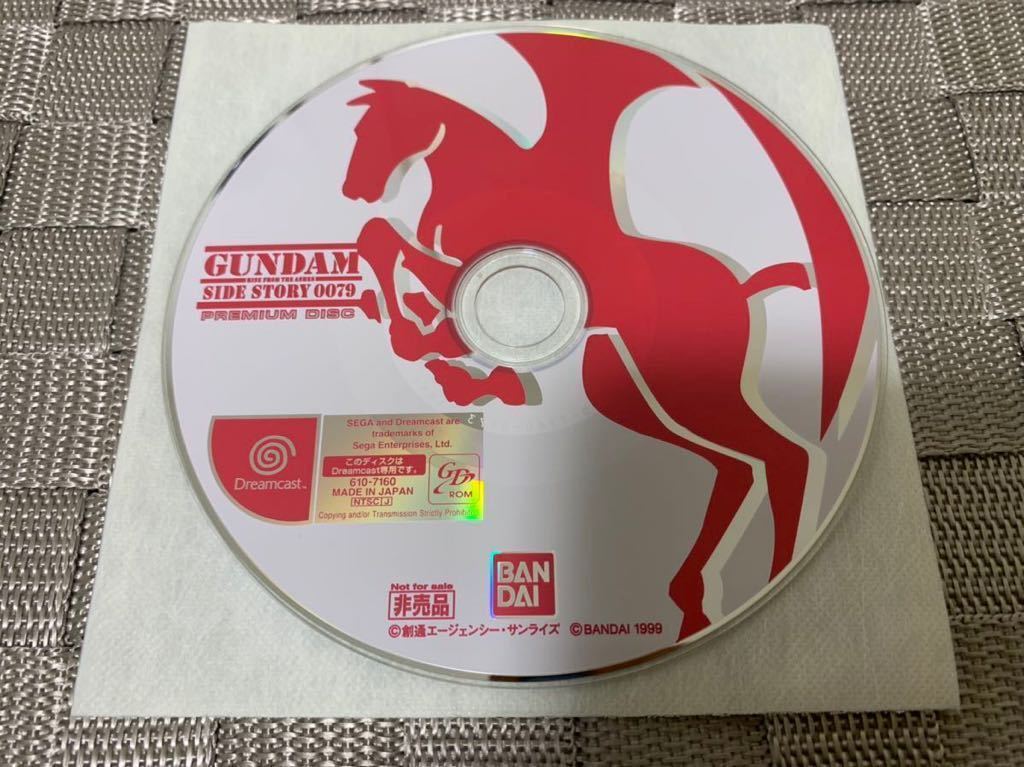 GUNDAM
RISE FROM THE ASHES
SIDE STORY 0079
PREMIUM DISC
Dreamcast™
SEGA and Dreamcast are
trademarks of
Sega Enterprises, Ltd.
このディスクは
Dreamcast専用です。
610-7160
MADE IN JAPAN
NTSC J
GD
ROM
Copying and/or Transmission Strictly
BAN
DAI
Not for sale
非売品
©創通エージェンシー・サンライズ ©BANDAI 1999